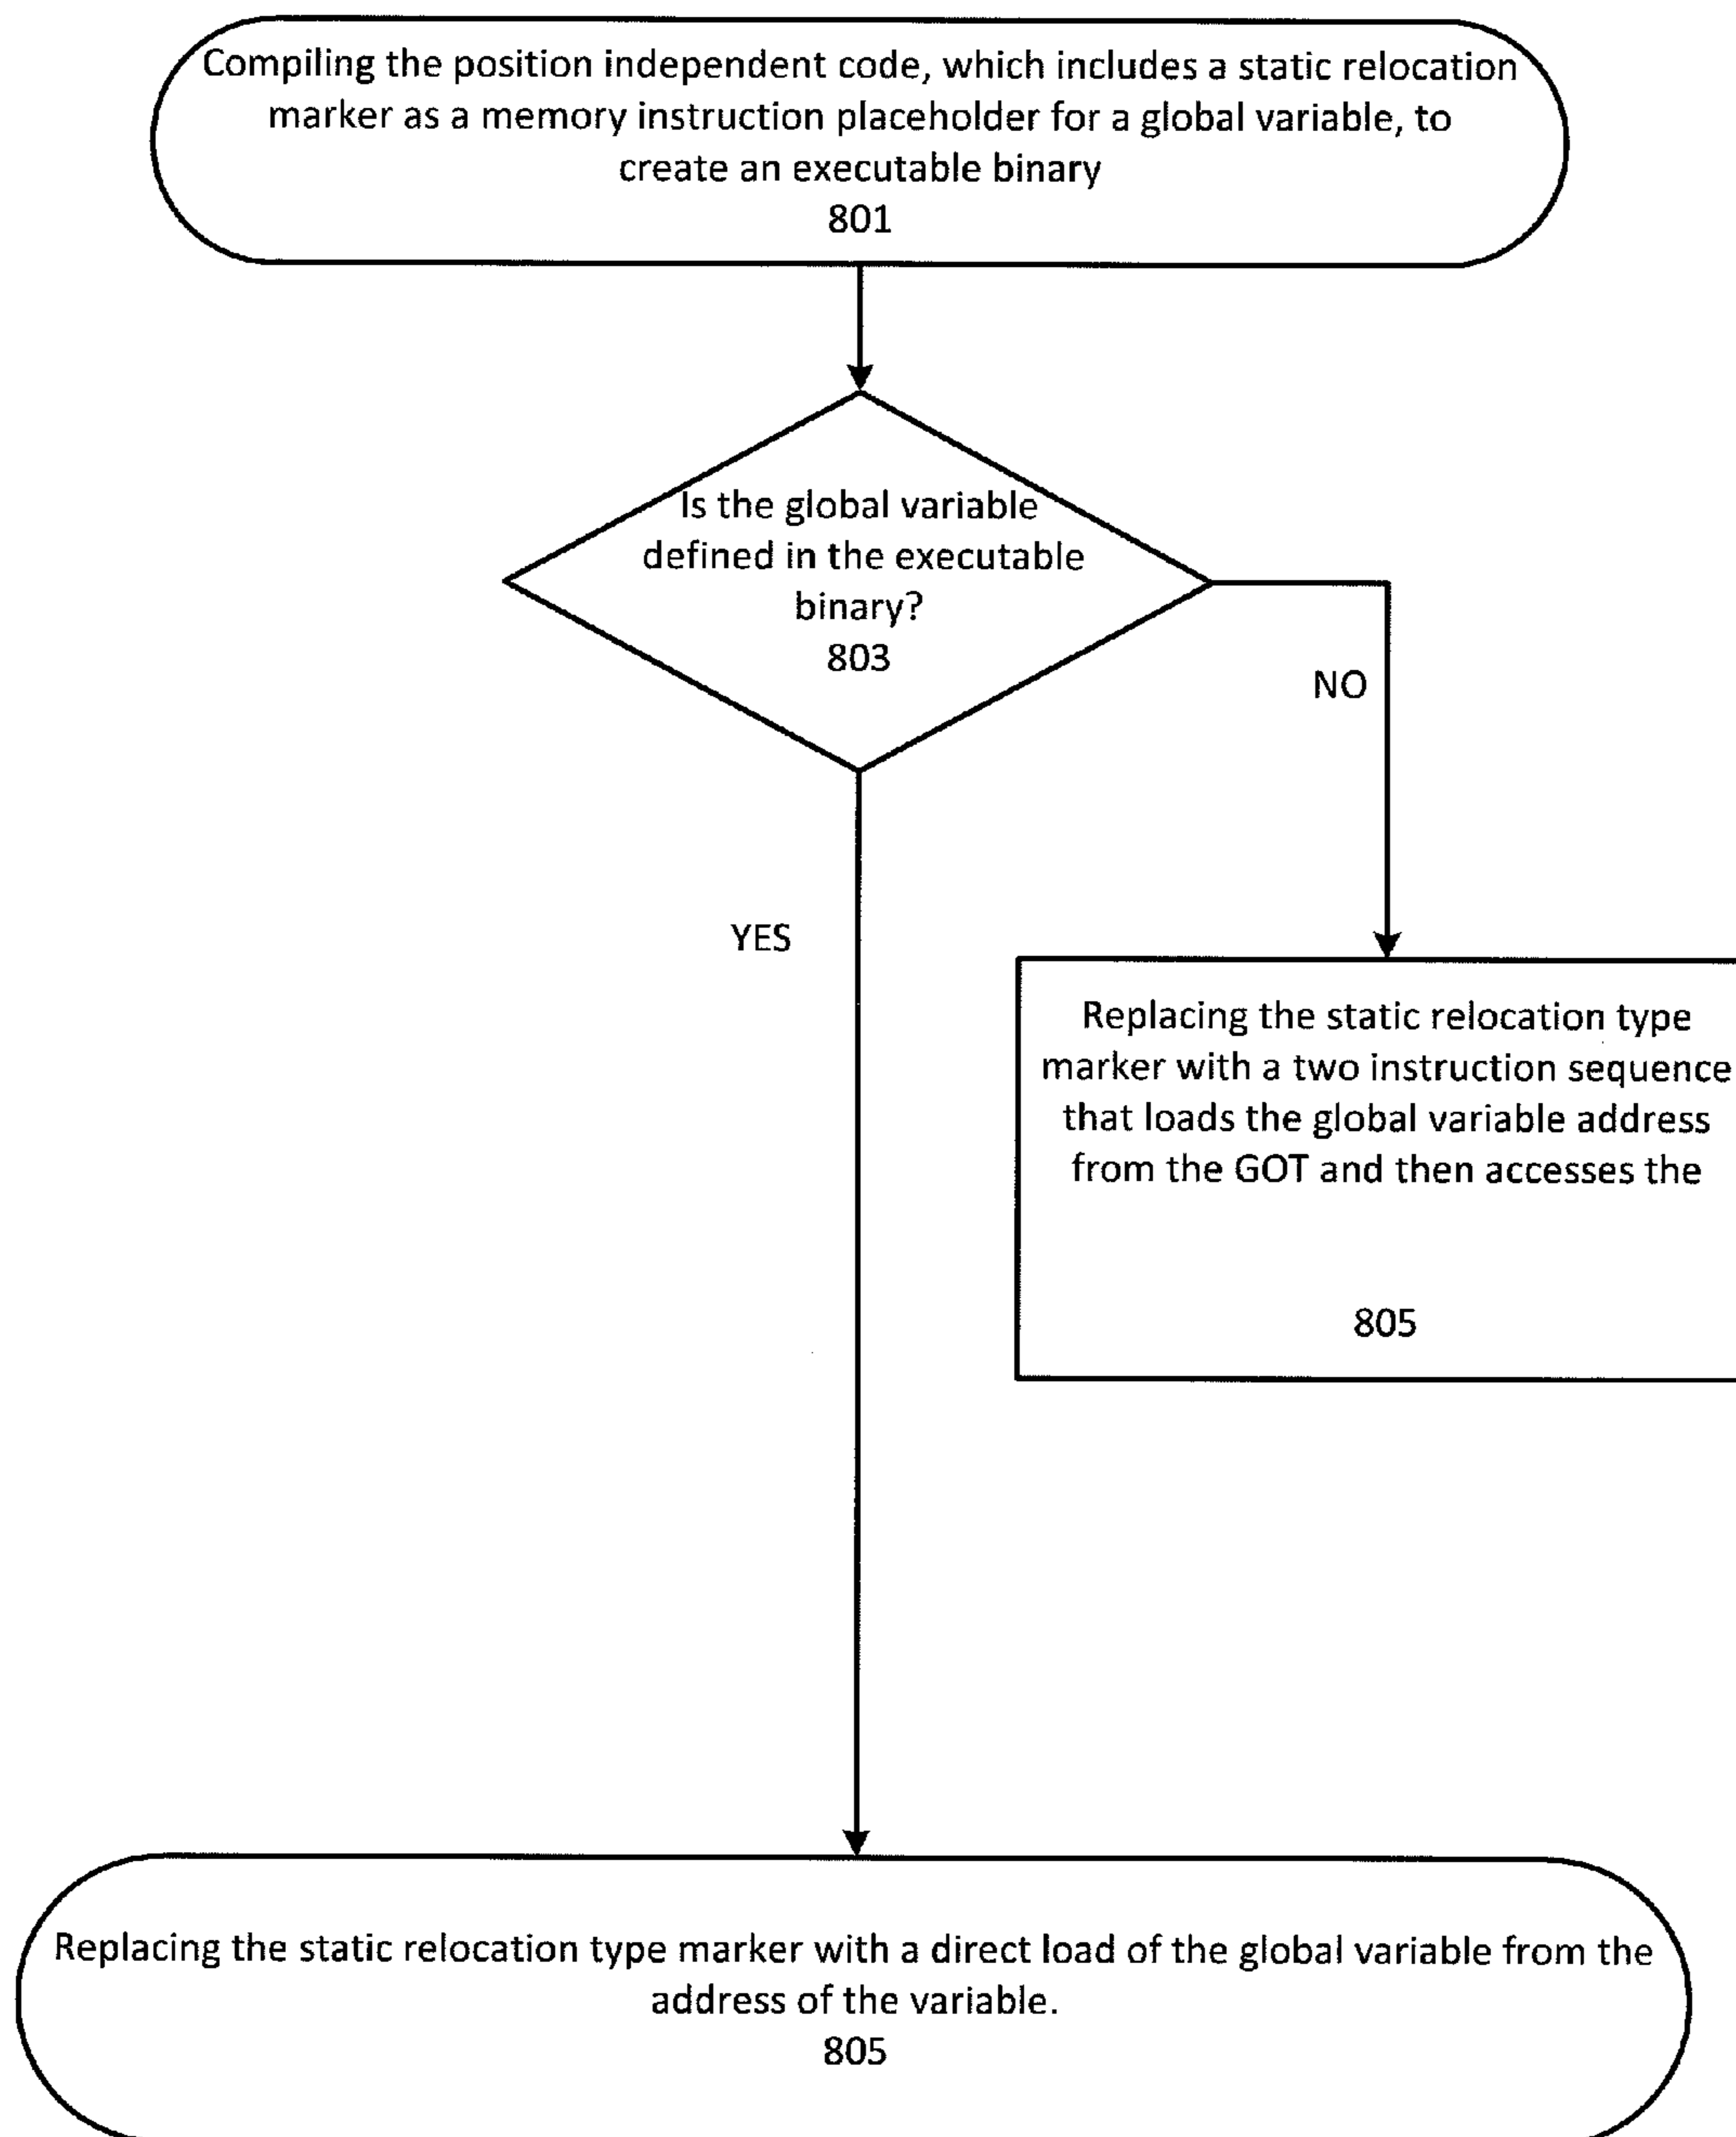 Compiling the position independent code, which includes a static relocation
marker as a memory instruction placeholder for a global variable, to
create an executable binary
801
Is the global variable
defined in the executable
binary?
803
NO
YES
Replacing the static relocation type
marker with a two instruction sequence
that loads the global variable address
from the GOT and then accesses the
805
Replacing the static relocation type marker with a direct load of the global variable from the
address of the variable.
805